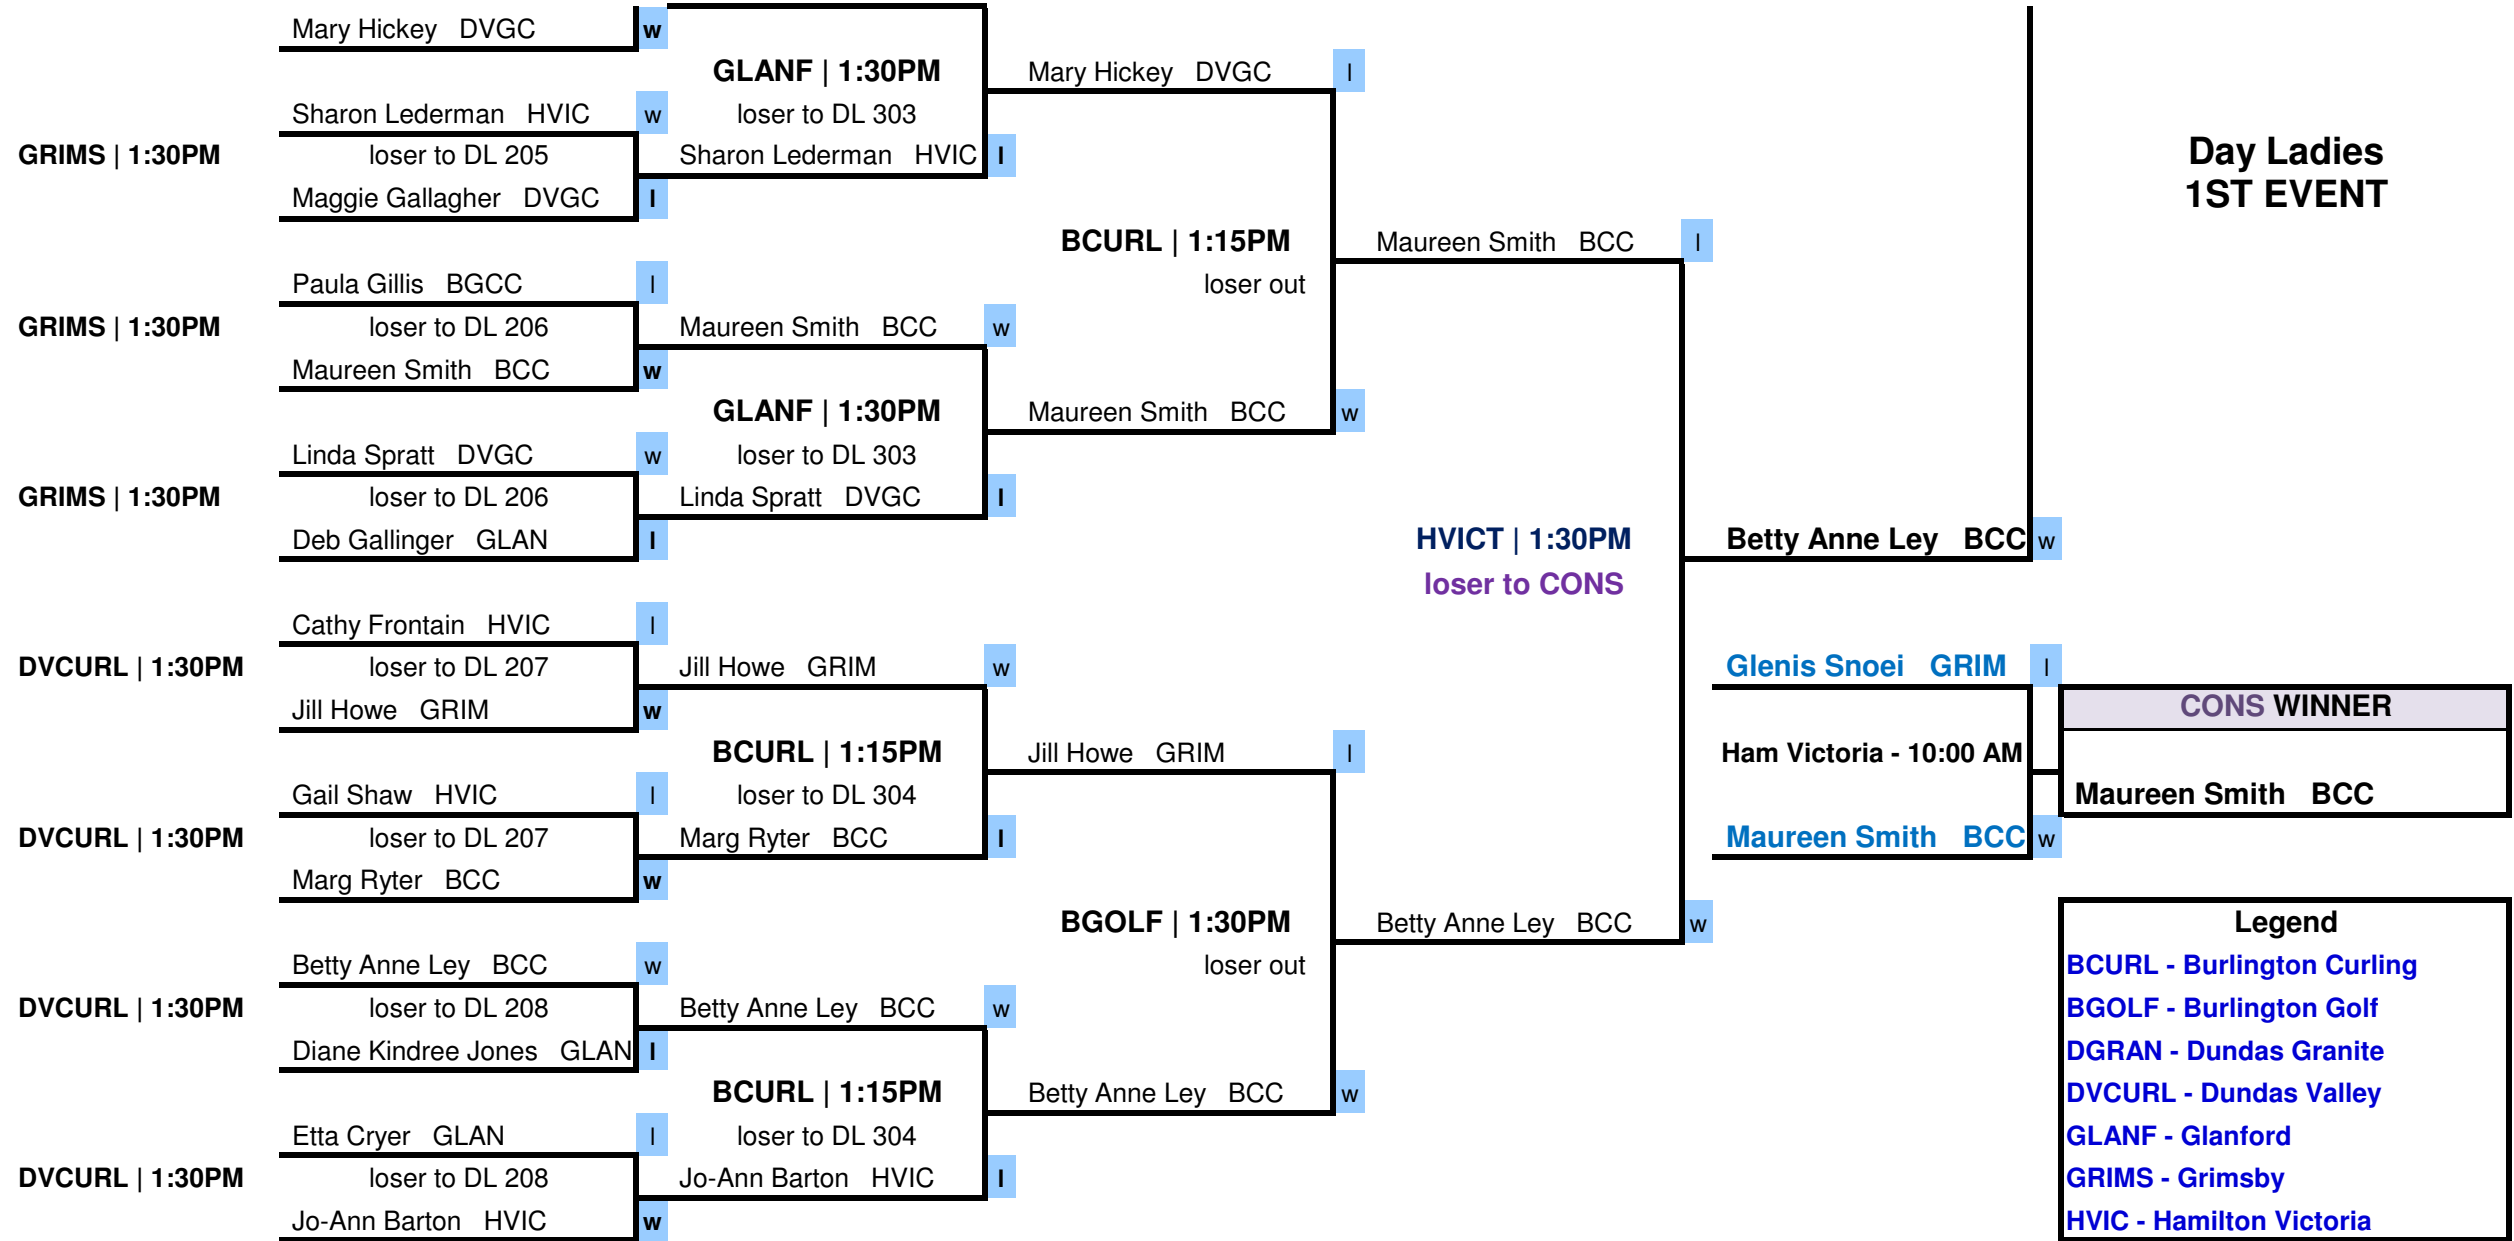 Mary Hickey DVGC w
GLANF | 1:30PM
Mary Hickey DVGC l
Sharon Lederman HVIC w
loser to DL 303
GRIMS | 1:30PM
loser to DL 205
Sharon Lederman HVIC l
Day Ladies
1ST EVENT
Maggie Gallagher DVGC l
BCURL | 1:15PM
Maureen Smith BCC l
Paula Gillis BGCC l
loser out
GRIMS | 1:30PM
loser to DL 206
Maureen Smith BCC w
Maureen Smith BCC w
GLANF | 1:30PM
Maureen Smith BCC w
Linda Spratt DVGC w
loser to DL 303
GRIMS | 1:30PM
loser to DL 206
Linda Spratt DVGC l
Deb Gallinger GLAN l
HVICT | 1:30PM
Betty Anne Ley BCC w
loser to CONS
Cathy Frontain HVIC l
DVCURL | 1:30PM
loser to DL 207
Jill Howe GRIM w
Glenis Snoei GRIM l
Jill Howe GRIM w
CONS WINNER
BCURL | 1:15PM
Jill Howe GRIM l
Ham Victoria - 10:00 AM
Gail Shaw HVIC l
loser to DL 304
Maureen Smith BCC
DVCURL | 1:30PM
loser to DL 207
Marg Ryter BCC l
Maureen Smith BCC w
Marg Ryter BCC w
BGOLF | 1:30PM
Betty Anne Ley BCC w
Legend
Betty Anne Ley BCC w
loser out
BCURL - Burlington Curling
DVCURL | 1:30PM
loser to DL 208
Betty Anne Ley BCC w
BGOLF - Burlington Golf
Diane Kindree Jones GLAN l
DGRAN - Dundas Granite
BCURL | 1:15PM
Betty Anne Ley BCC w
DVCURL - Dundas Valley
Etta Cryer GLAN l
loser to DL 304
GLANF - Glanford
DVCURL | 1:30PM
loser to DL 208
Jo-Ann Barton HVIC l
GRIMS - Grimsby
Jo-Ann Barton HVIC w
HVIC - Hamilton Victoria